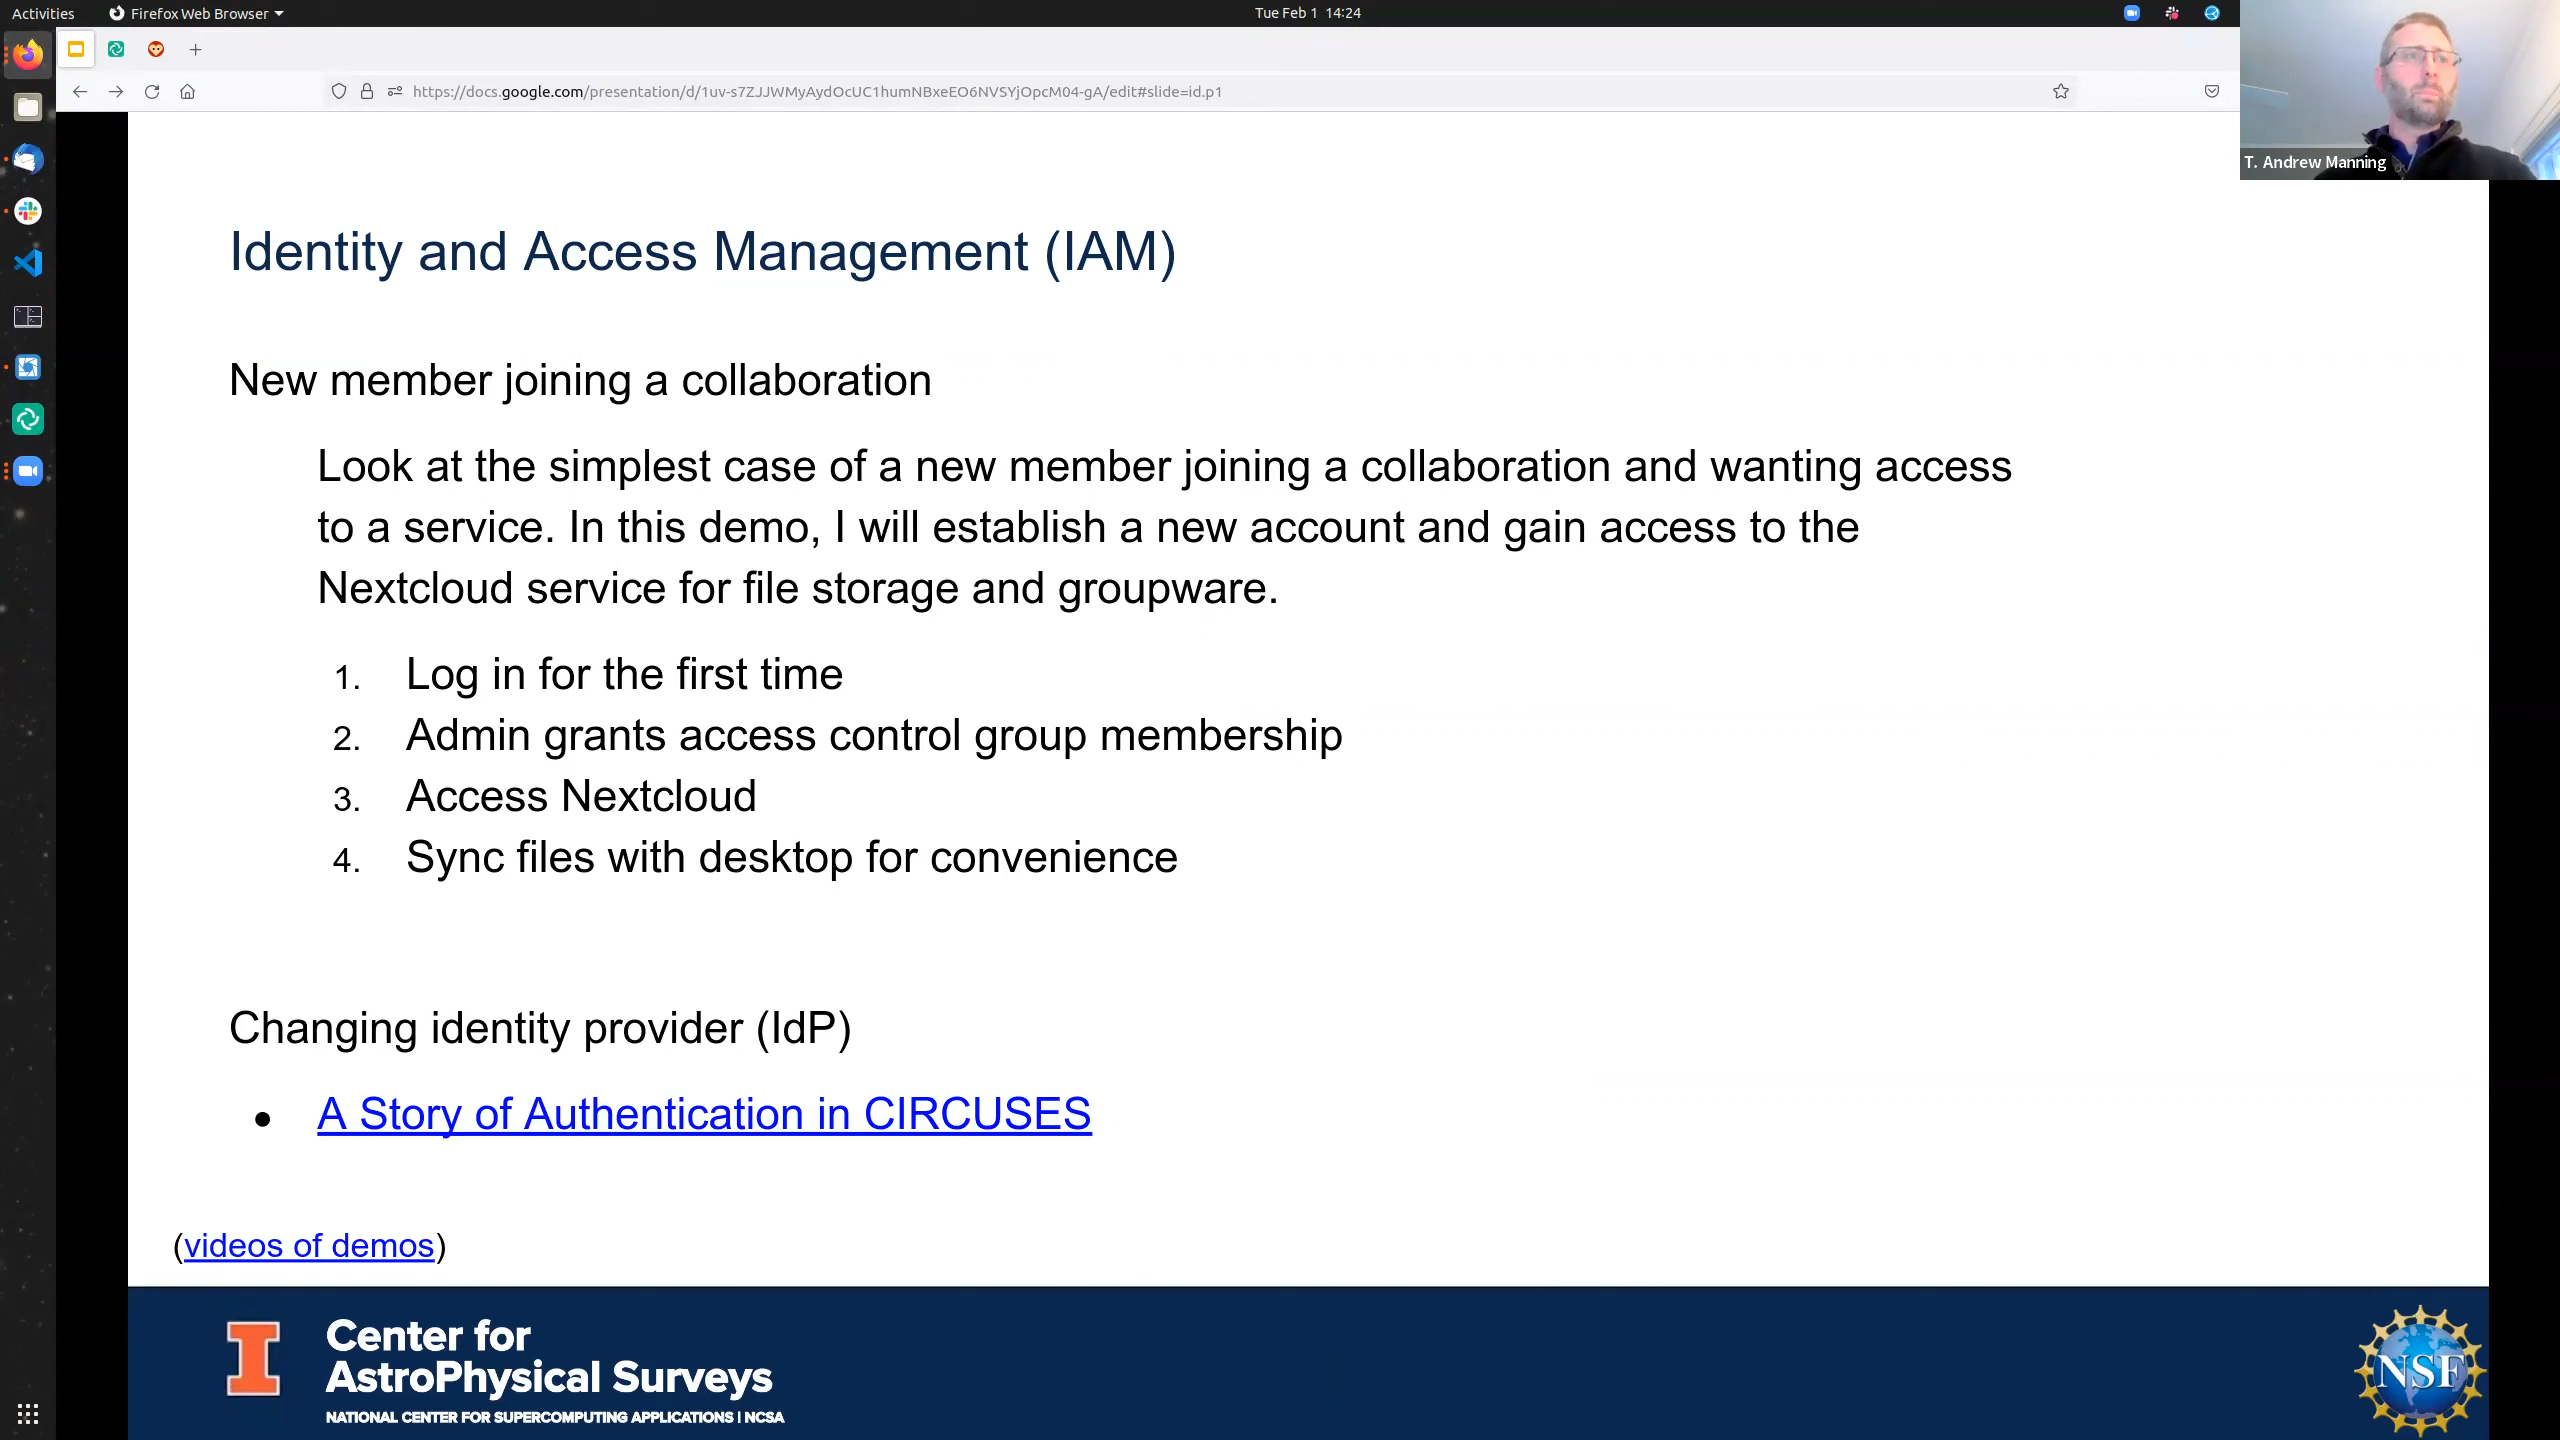 Activities
Firefox Web Browser
Tue Feb 1 14:24
https://docs.google.com/presentation/d/1uv-s7ZJJWMyAydOcUC1humNBxeEO6NVSYjOpcM04-gA/edit#slide=id.p1
T. Andrew Manning
Identity and Access Management (IAM)
New member joining a collaboration
Look at the simplest case of a new member joining a collaboration and wanting access
to a service. In this demo, I will establish a new account and gain access to the
Nextcloud service for file storage and groupware.
1. Log in for the first time
2. Admin grants access control group membership
3. Access Nextcloud
4. Sync files with desktop for convenience
Changing identity provider (IdP)
● A Story of Authentication in CIRCUSES
(videos of demos)
I
Center for
AstroPhysical Surveys
NATIONAL CENTER FOR SUPERCOMPUTING APPLICATIONS | NCSA
NSF